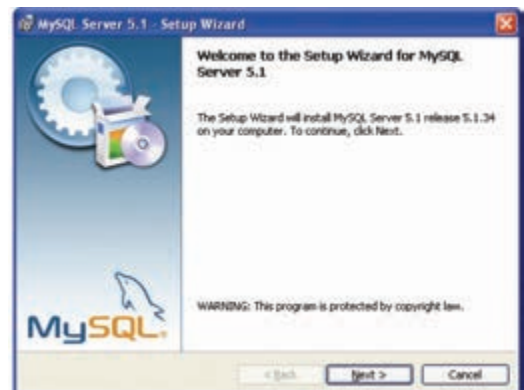 MySQL Server 5.1 - Setup Wizard
Welcome to the Setup Wizard for MySQL
Server 5.1
The Setup Wizard will install MySQL Server 5.1 release 5.1.34
on your computer. To continue, click Next.
WARNING: This program is protected by copyright law.
MySQL.
< Back
Next >
Cancel